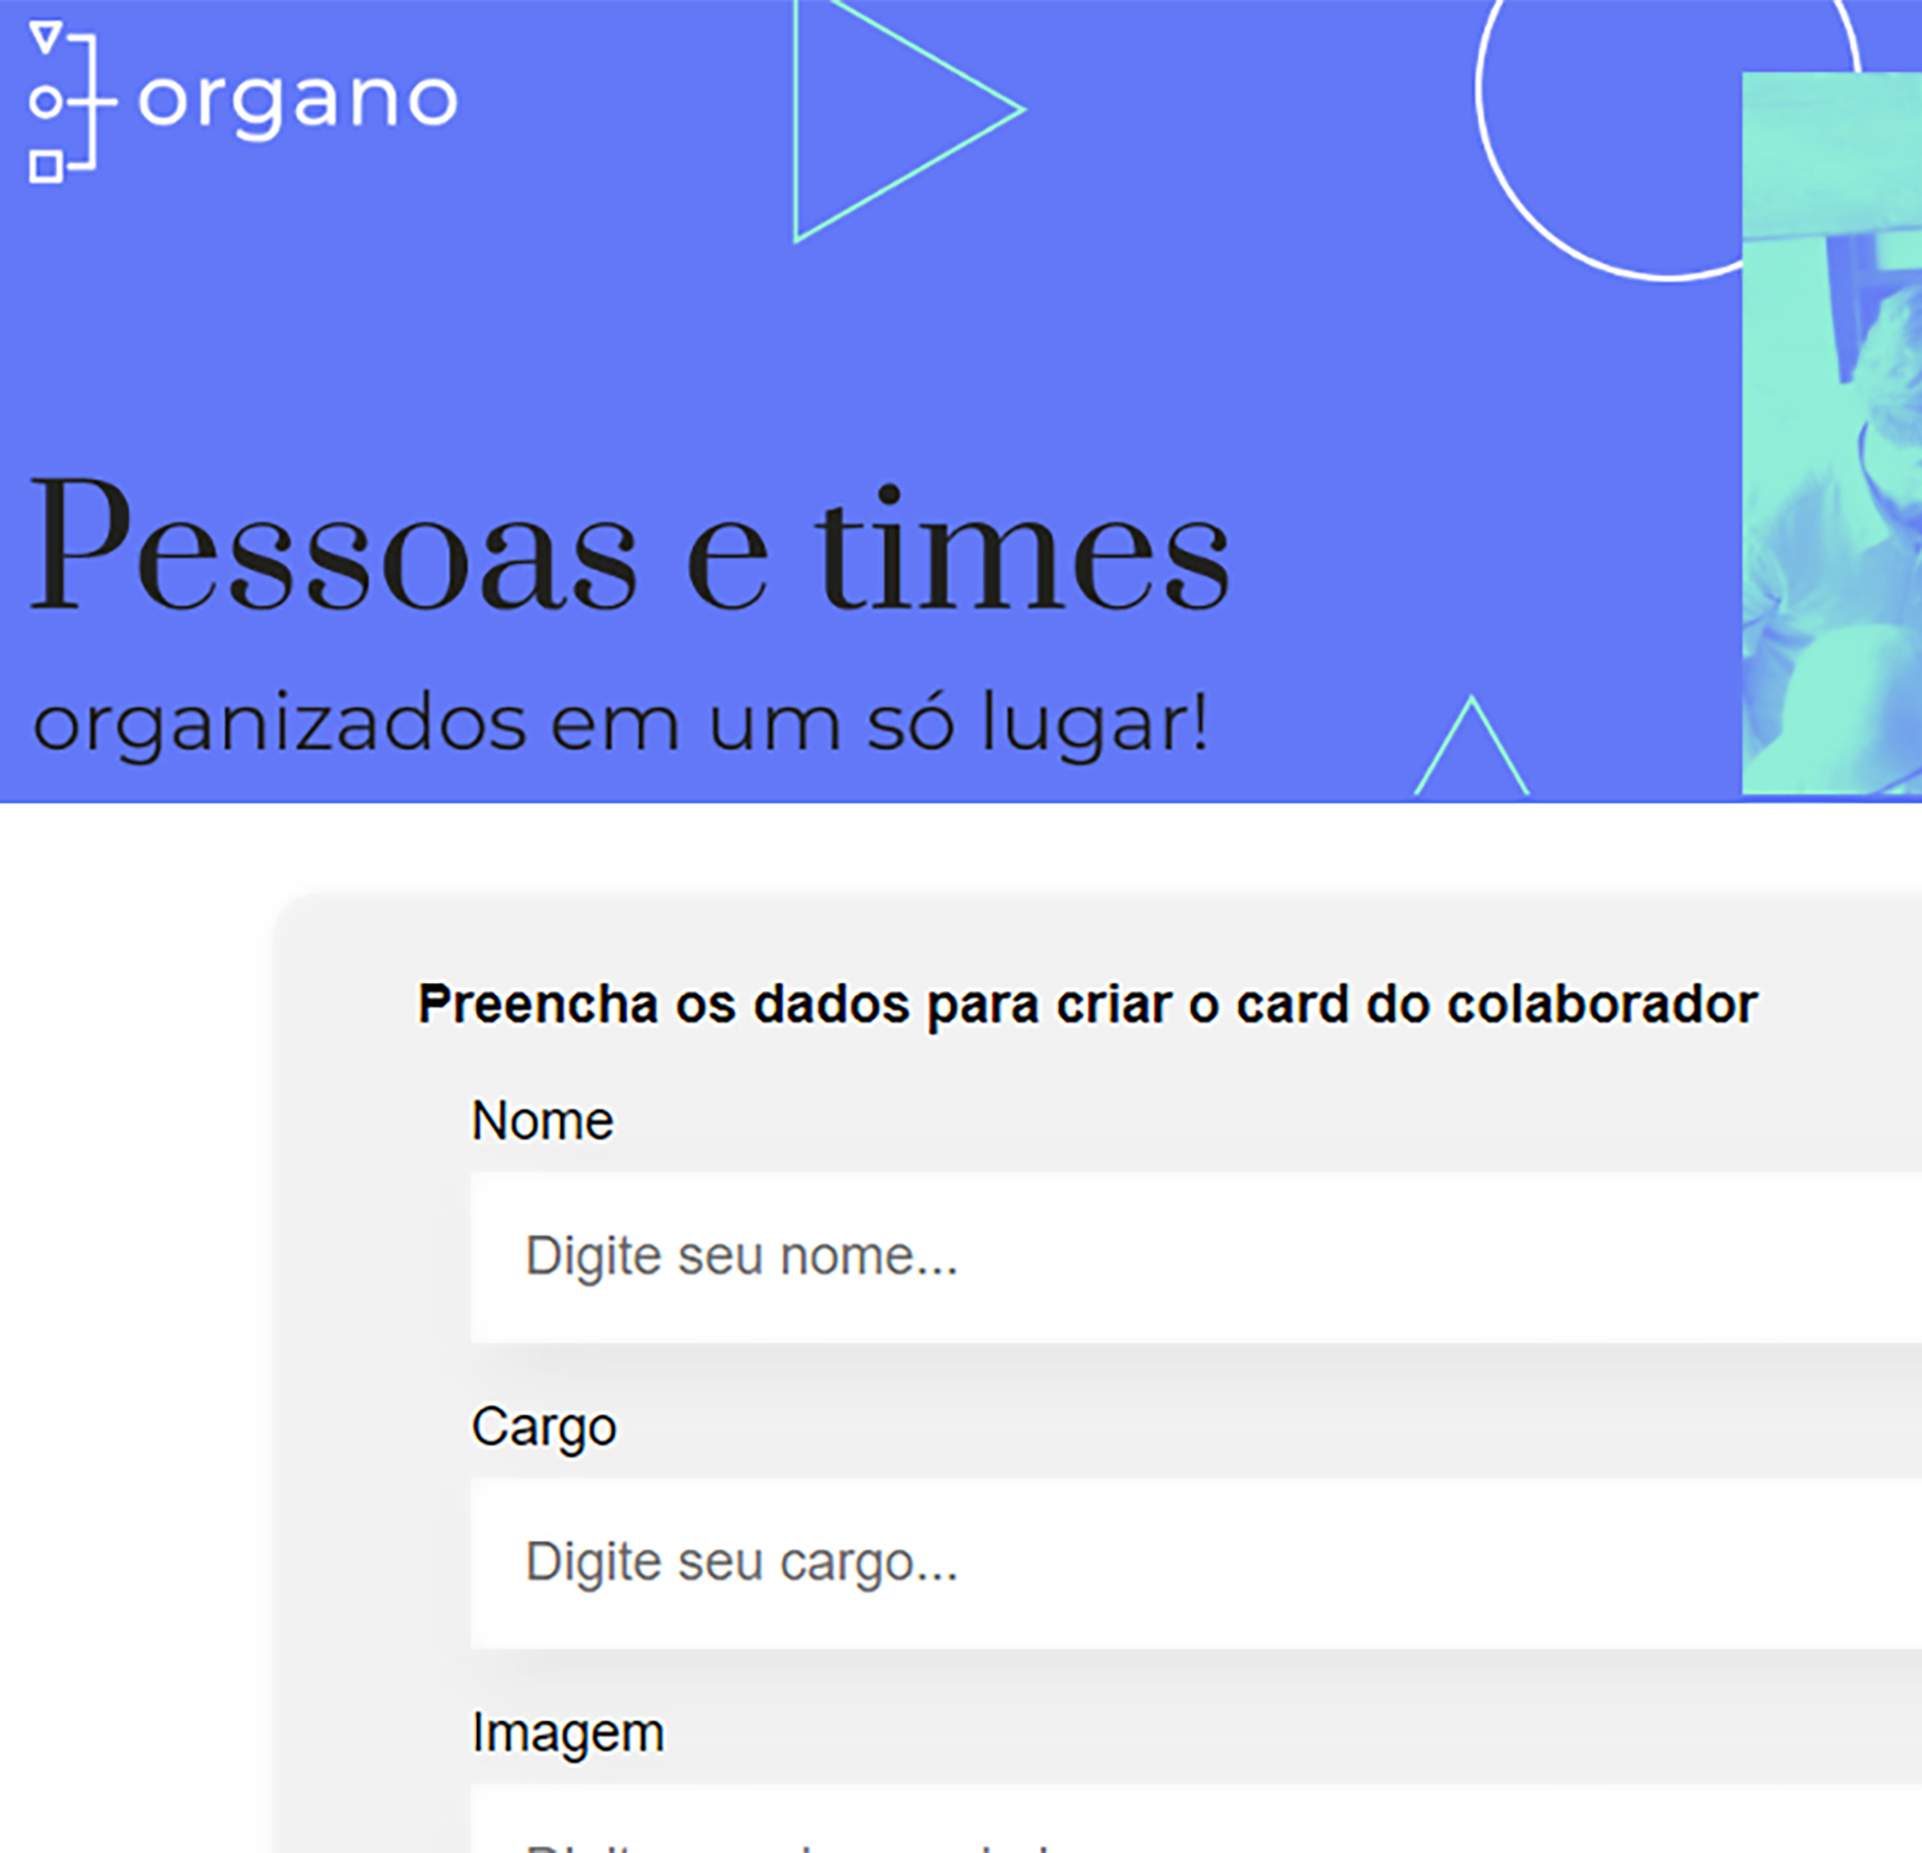 organo
Pessoas e times
organizados em um só lugar!
Preencha os dados para criar o card do colaborador
Nome
Digite seu nome...
Cargo
Digite seu cargo...
Imagem